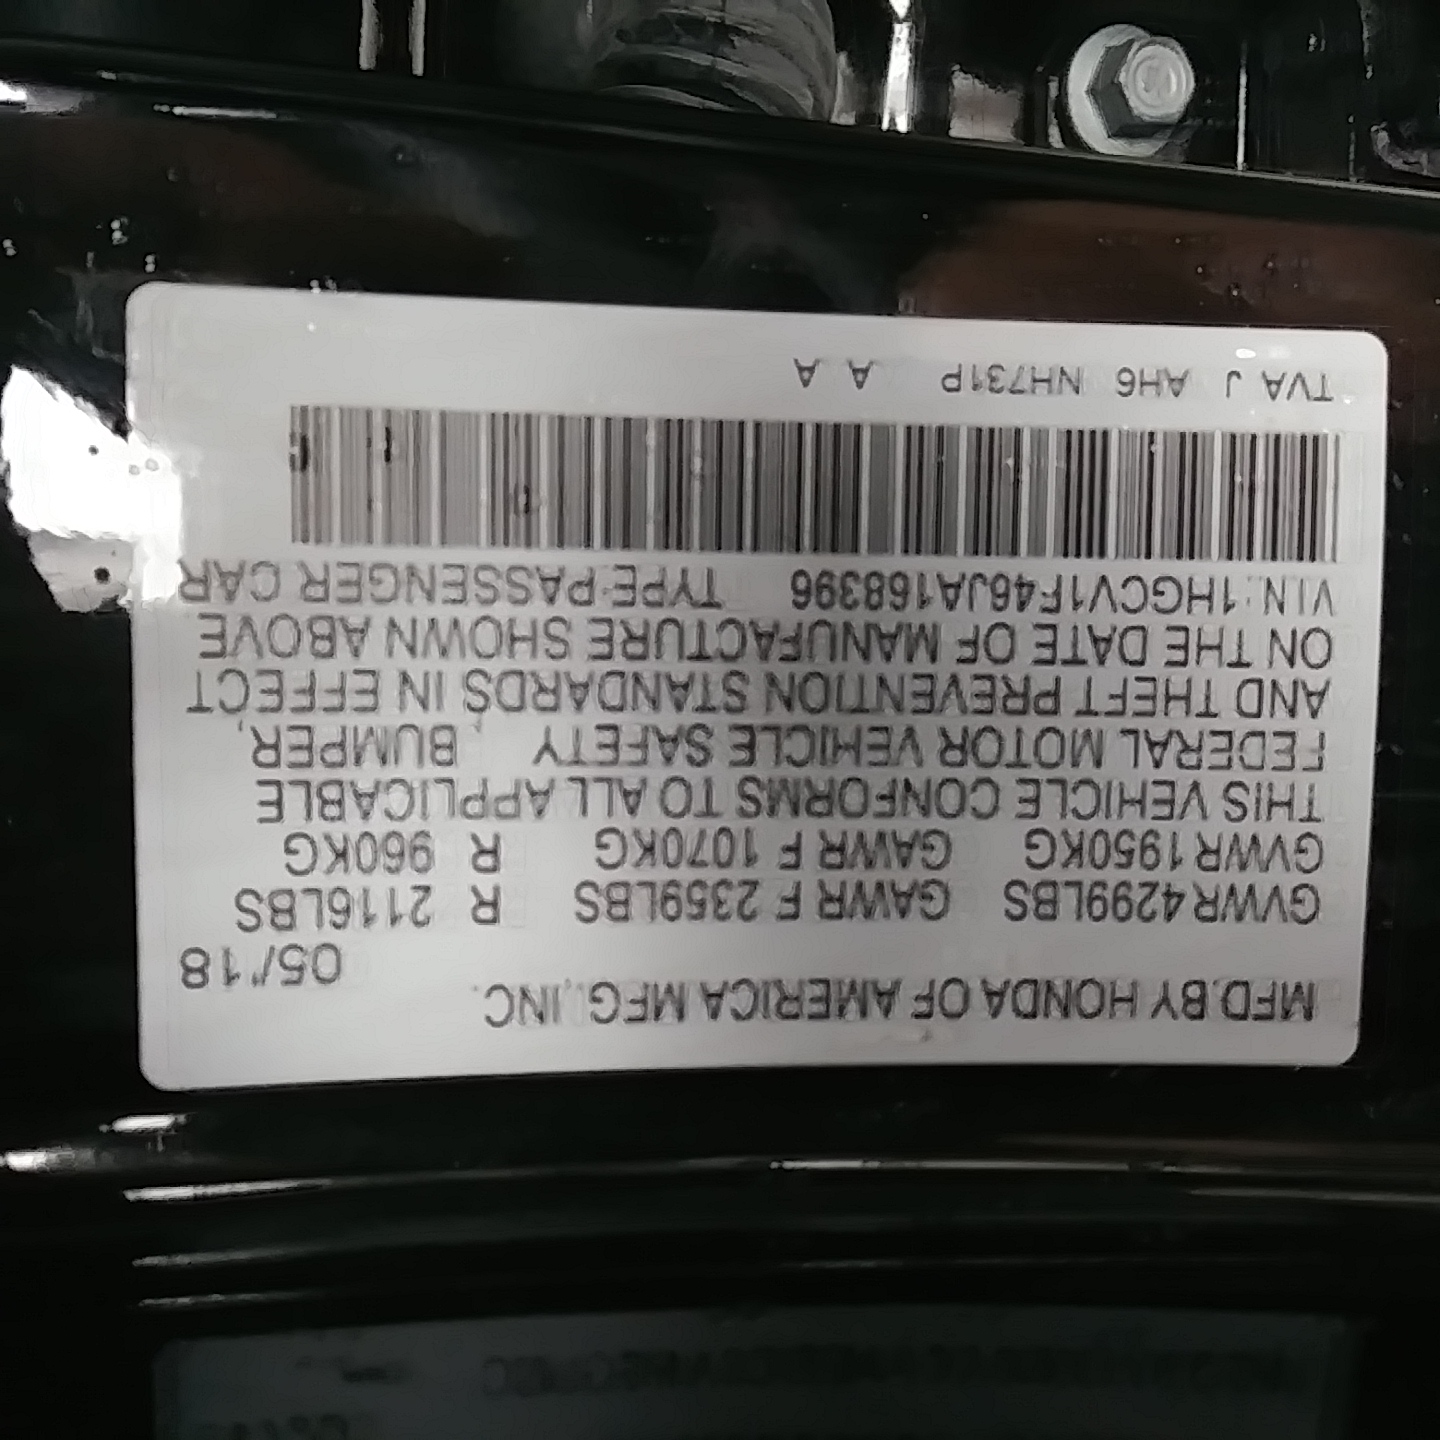 MFD.BY HONDA OF AMERICA MFG.,INC.
05/'18
GVWR 4299LBS GAWR F 2359LBS R 2116LBS
GVWR 1950KG GAWR F 1070KG R 960KG
THIS VEHICLE CONFORMS TO ALL APPLICABLE
FEDERAL MOTOR VEHICLE SAFETY , BUMPER,
AND THEFT PREVENTION STANDARDS IN EFFECT
ON THE DATE OF MANUFACTURE SHOWN ABOVE
VIN:1HGCV1F46JA168396 TYPE:PASSENGER CAR
TVA J AH6 NH731P A A